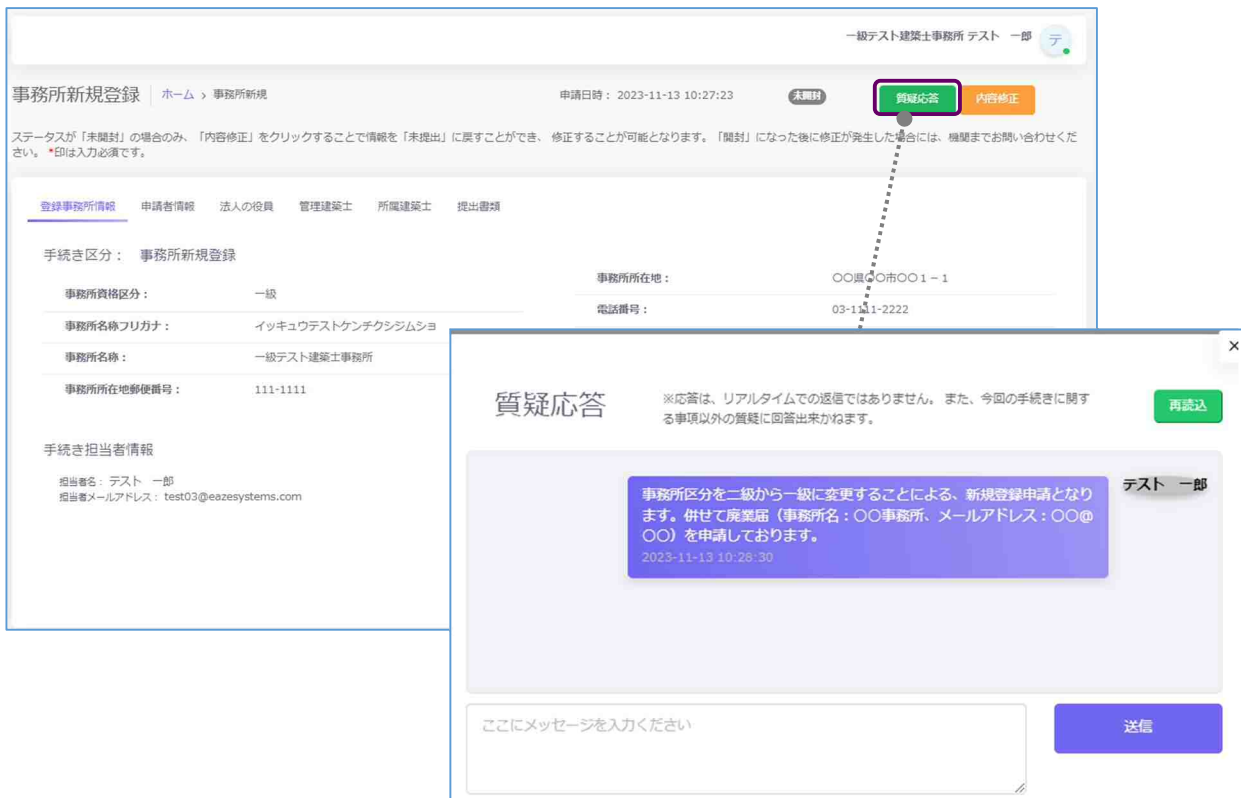 一級テスト建築士事務所 テスト　一郎
テ
事務所新規登録 ホーム › 事務所新規 申請日時： 2023-11-13 10:27:23 未開封 質疑応答 内容修正
ステータスが「未開封」の場合のみ、「内容修正」をクリックすることで情報を「未提出」に戻すことができ、 修正することが可能となります。「開封」になった後に修正が発生した場合には、機関までお問い合わせくだ
さい。 *印は入力必須です。
登録事務所情報 申請者情報 法人の役員 管理建築士 所属建築士 提出書類
手続き区分： 事務所新規登録
事務所資格区分： 一級
事務所名称フリガナ： イッキュウテストケンチクシジムショ
事務所名称： 一級テスト建築士事務所
事務所所在地郵便番号： 111-1111
事務所所在地： 〇〇県〇〇市〇〇１−１
電話番号： 03-1111-2222
手続き担当者情報
担当者名： テスト　一郎
担当者メールアドレス： test03@eazesystems.com
×
質疑応答
※応答は、リアルタイムでの返信ではありません。 また、今回の手続きに関す
る事項以外の質疑に回答出来かねます。
再読込
テスト　一郎
事務所区分を二級から一級に変更することによる、新規登録申請となり
ます。併せて廃業届（事務所名：〇〇事務所、メールアドレス：〇〇@
〇〇）を申請しております。
2023-11-13 10:28:30
ここにメッセージを入力ください
送信